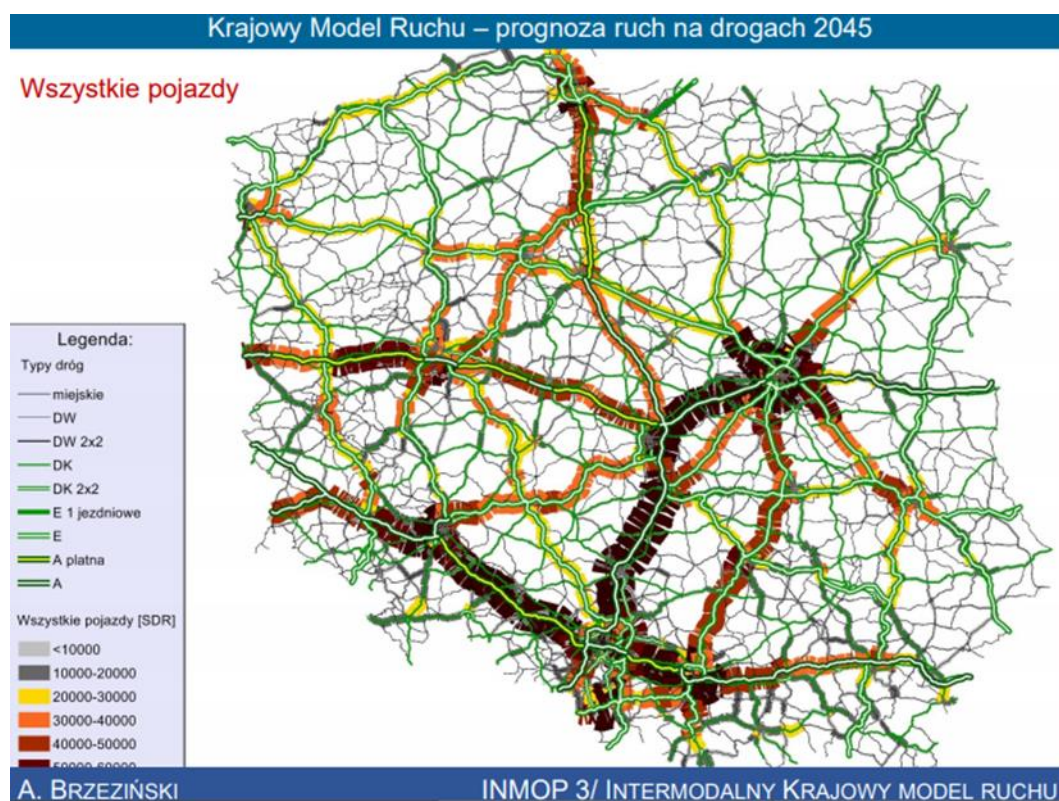 Krajowy Model Ruchu – prognoza ruch na drogach 2045
Wszystkie pojazdy
Legenda:
Typy dróg
miejskie
DW
DW 2x2
DK
DK 2x2
E 1 jezdniowe
E
A płatna
A
Wszystkie pojazdy [SDR]
<10000
10000-20000
20000-30000
30000-40000
40000-50000
50000-60000
A. BRZEZIŃSKI
INMOP 3/ INTERMODALNY KRAJOWY MODEL RUCHU